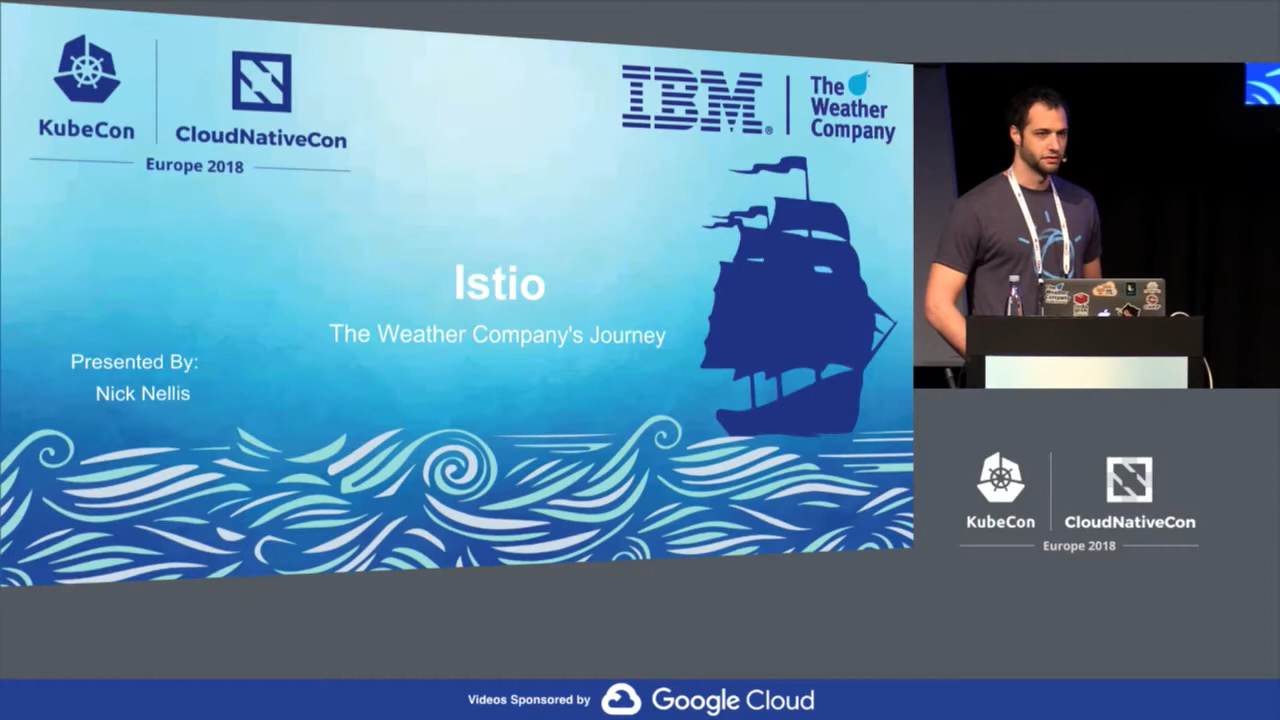 KubeCon
CloudNativeCon
Europe 2018
IBM®
The
Weather
Company
Istio
The Weather Company's Journey
Presented By:
Nick Nellis
KubeCon
CloudNativeCon
Europe 2018
Videos Sponsored by
Google Cloud